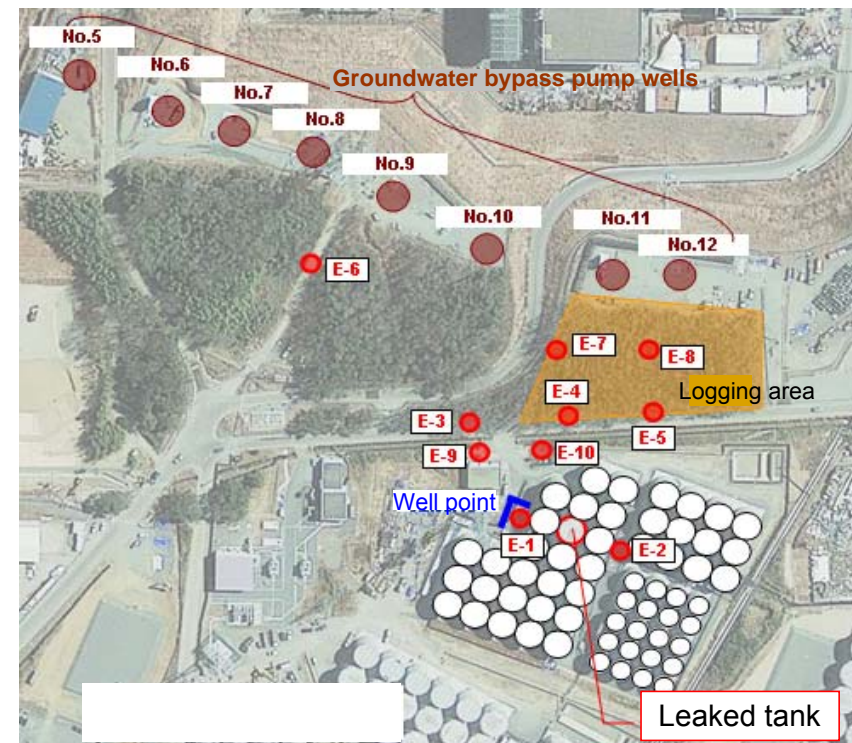 No.5
No.6
Groundwater bypass pump wells
No.7
No.8
No.9
No.10
No.11
No.12
E-6
E-7
E-8
Logging area
E-4
E-3
E-5
E-9
E-10
Well point
E-1
E-2
Leaked tank